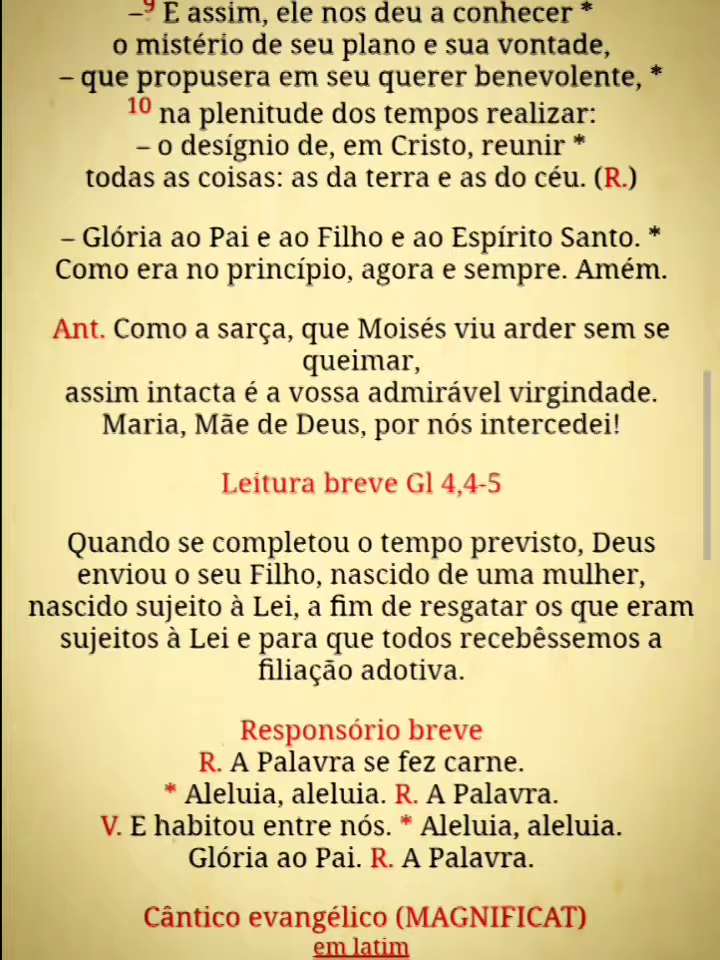 –⁹ E assim, ele nos deu a conhecer *
o mistério de seu plano e sua vontade,
– que propusera em seu querer benevolente, *
¹⁰ na plenitude dos tempos realizar:
– o desígnio de, em Cristo, reunir *
todas as coisas: as da terra e as do céu. (R.)
– Glória ao Pai e ao Filho e ao Espírito Santo. *
Como era no princípio, agora e sempre. Amém.
Ant. Como a sarça, que Moisés viu arder sem se
queimar,
assim intacta é a vossa admirável virgindade.
Maria, Mãe de Deus, por nós intercedei!
Leitura breve Gl 4,4-5
Quando se completou o tempo previsto, Deus
enviou o seu Filho, nascido de uma mulher,
nascido sujeito à Lei, a fim de resgatar os que eram
sujeitos à Lei e para que todos recebêssemos a
filiação adotiva.
Responsório breve
R. A Palavra se fez carne.
* Aleluia, aleluia. R. A Palavra.
V. E habitou entre nós. * Aleluia, aleluia.
Glória ao Pai. R. A Palavra.
Cântico evangélico (MAGNIFICAT)
em latim